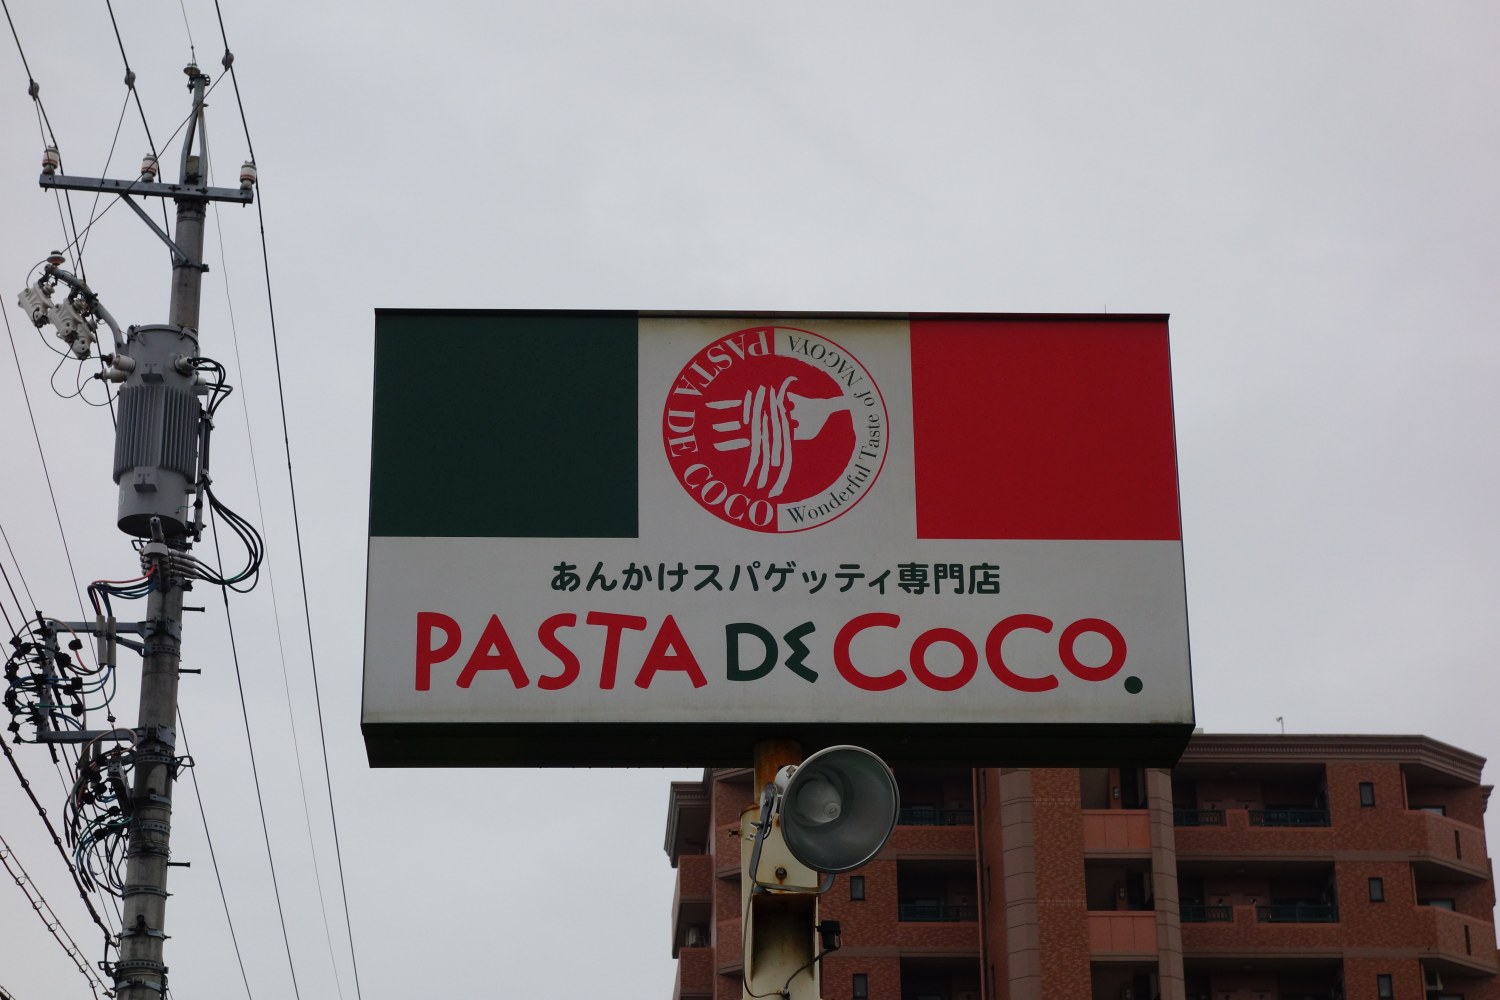 PASTA DE COCO
Wonderful Taste of NAGOYA
あんかけスパゲッティ専門店
PASTA DE COCO.